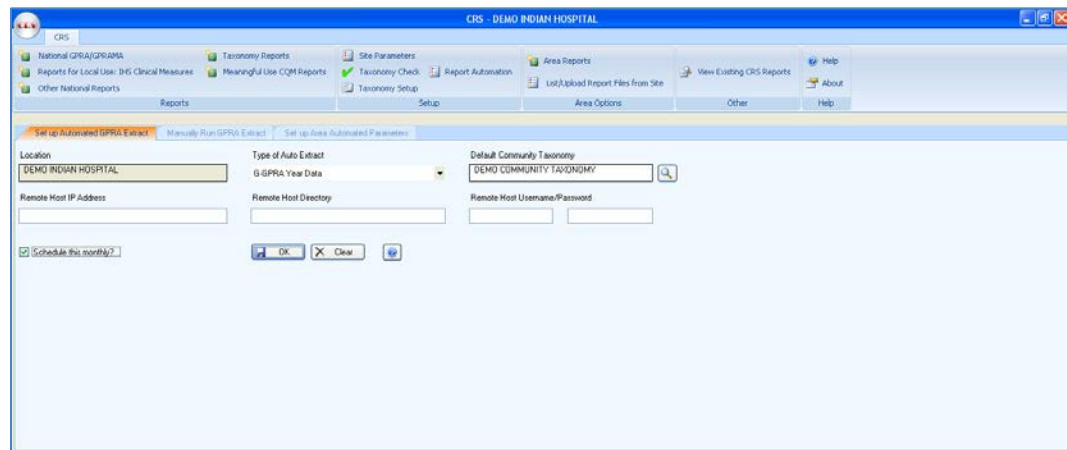 CRS - DEMO INDIAN HOSPITAL
CRS
National GPRA/GPRAMA
Taxonomy Reports
Site Parameters
Area Reports
View Existing CRS Reports
Help
Reports for Local Use: IHS Clinical Measures
Meaningful Use CQM Reports
Taxonomy Check
Report Automation
List/Upload Report Files from Site
About
Other National Reports
Taxonomy Setup
Reports
Setup
Area Options
Other
Help
Set up Automated GPRA Extract
Manually Run GPRA Extract
Set up Area Automated Parameters
Location
Type of Auto Extract
Default Community Taxonomy
DEMO INDIAN HOSPITAL
G-GPRA Year Data
DEMO COMMUNITY TAXONOMY
Remote Host IP Address
Remote Host Directory
Remote Host Username/Password
Schedule this monthly?
OK
Clear